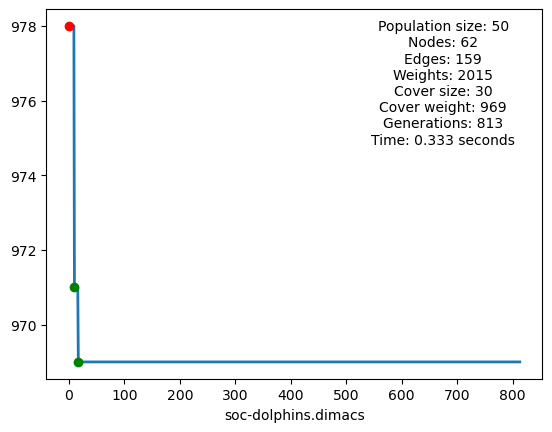 978
976
974
972
970
Population size: 50
Nodes: 62
Edges: 159
Weights: 2015
Cover size: 30
Cover weight: 969
Generations: 813
Time: 0.333 seconds
0 100 200 300 400 500 600 700 800
soc-dolphins.dimacs